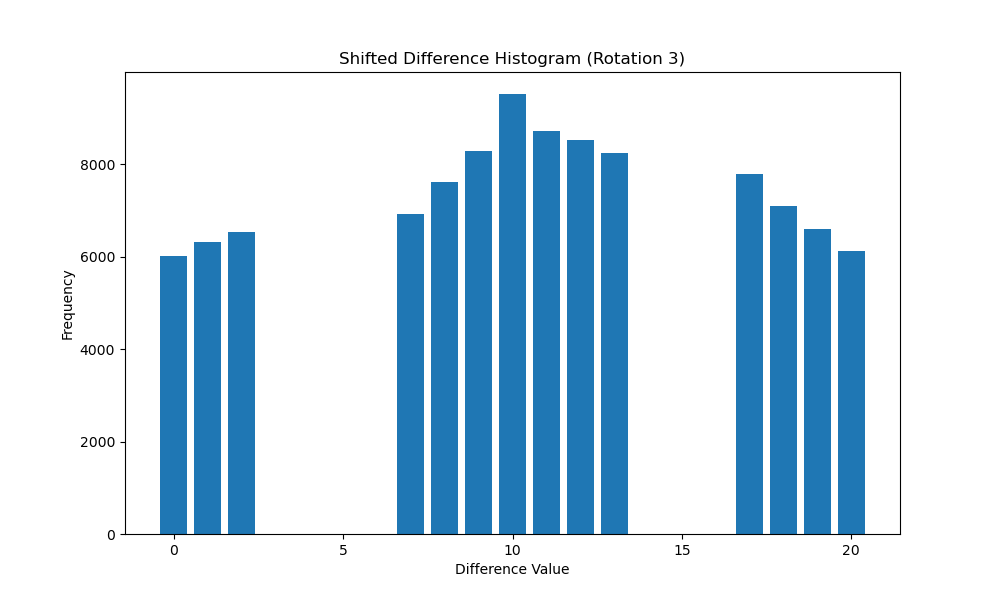 Shifted Difference Histogram (Rotation 3)
Frequency
8000
6000
4000
2000
0
0 5 10 15 20
Difference Value